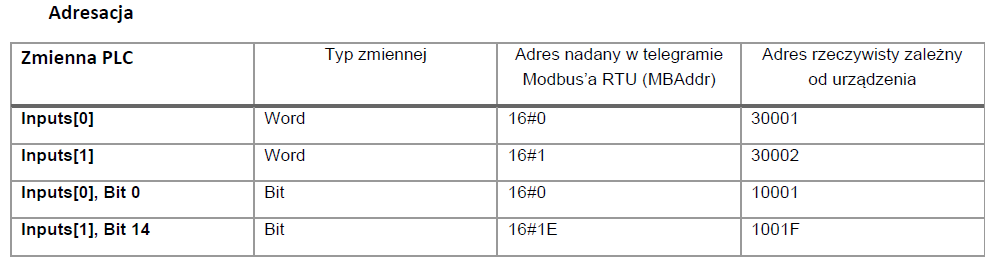 Adresacja
Zmienna PLC
Typ zmiennej
Adres nadany w telegramie
Modbus'a RTU (MBAddr)
Adres rzeczywisty zależny
od urządzenia
Inputs[0]
Word
16#0
30001
Inputs[1]
Word
16#1
30002
Inputs[0], Bit 0
Bit
16#0
10001
Inputs[1], Bit 14
Bit
16#1E
1001F